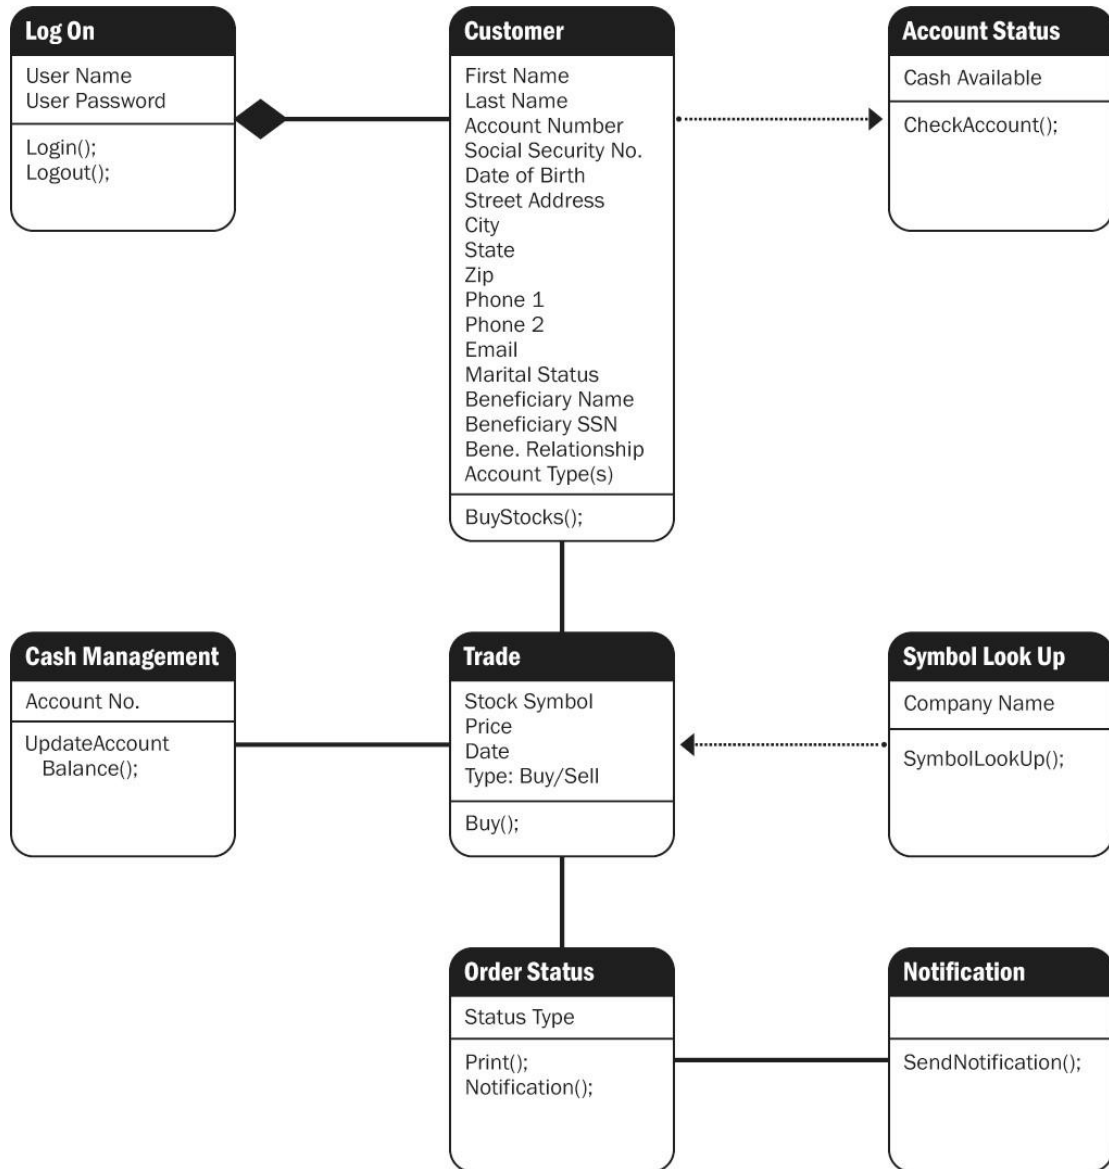 Log On
User Name
User Password
Login();
Logout();
Customer
First Name
Last Name
Account Number
Social Security No.
Date of Birth
Street Address
City
State
Zip
Phone 1
Phone 2
Email
Marital Status
Beneficiary Name
Beneficiary SSN
Bene. Relationship
Account Type(s)
BuyStocks();
Account Status
Cash Available
CheckAccount();
Cash Management
Account No.
UpdateAccount
Balance();
Trade
Stock Symbol
Price
Date
Type: Buy/Sell
Buy();
Symbol Look Up
Company Name
SymbolLookUp();
Order Status
Status Type
Print();
Notification();
Notification
SendNotification();